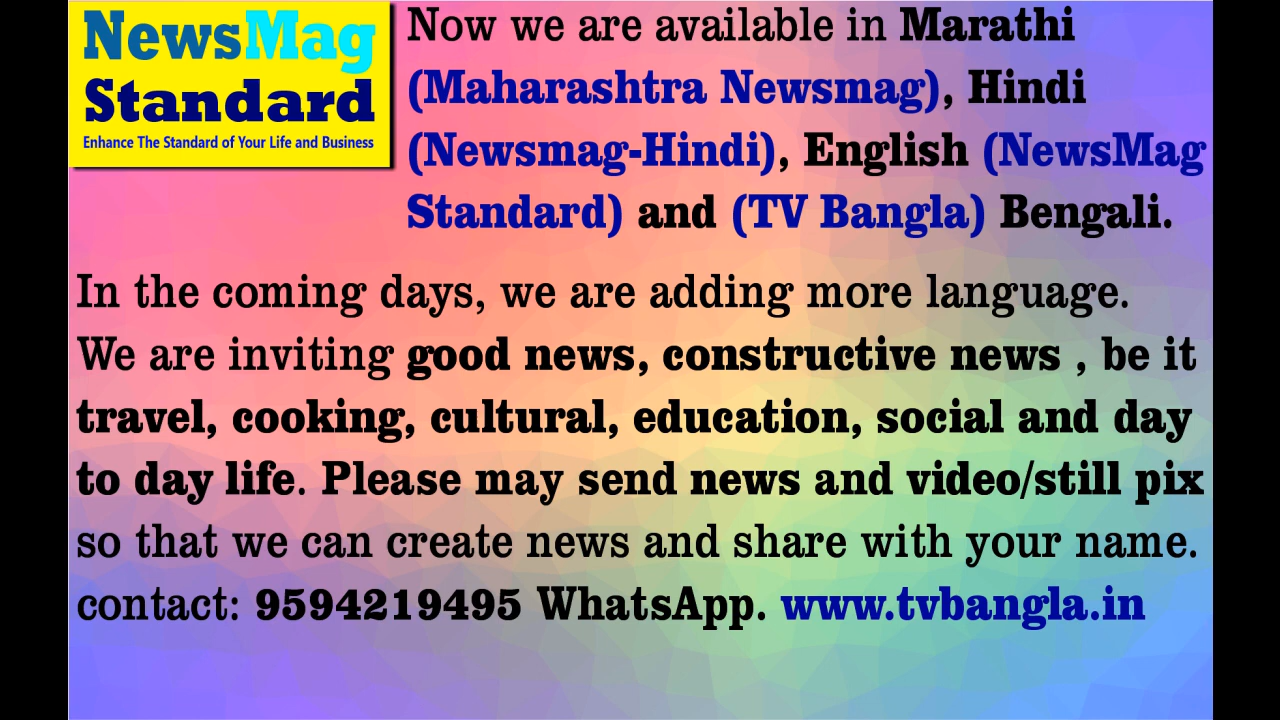 NewsMag
Standard
Enhance The Standard of Your Life and Business
Now we are available in Marathi
(Maharashtra Newsmag), Hindi
(Newsmag-Hindi), English (NewsMag
Standard) and (TV Bangla) Bengali.
In the coming days, we are adding more language.
We are inviting good news, constructive news , be it
travel, cooking, cultural, education, social and day
to day life. Please may send news and video/still pix
so that we can create news and share with your name.
contact: 9594219495 WhatsApp. www.tvbangla.in